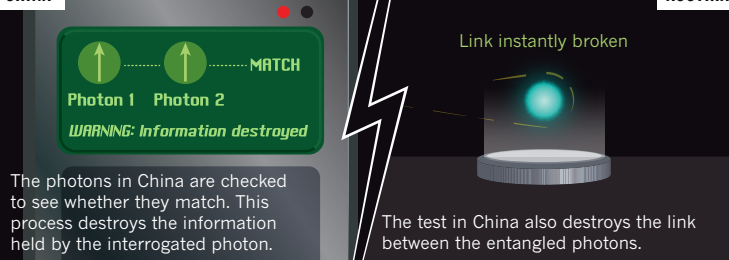 MATCH
Photon 1 Photon 2
WARNING: Information destroyed
The photons in China are checked
to see whether they match. This
process destroys the information
held by the interrogated photon.
Link instantly broken
The test in China also destroys the link
between the entangled photons.